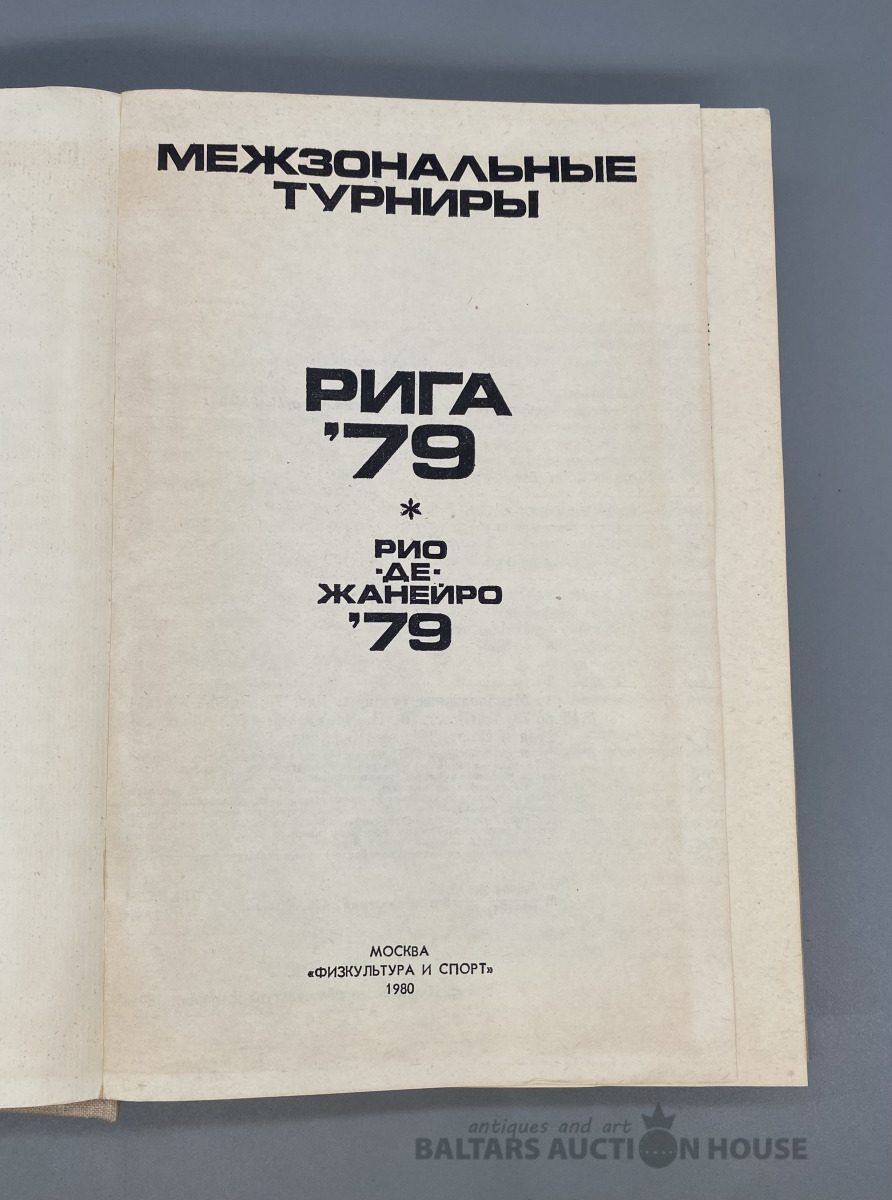 МЕЖЗОНАЛЬНЫЕ
ТУРНИРЫ
РИГА
'79
*
РИО
·ДЕ·
ЖАНЕЙРО
'79
МОСКВА
«ФИЗКУЛЬТУРА И СПОРТ»
1980
antiques and art
BALTARS AUCTION HOUSE